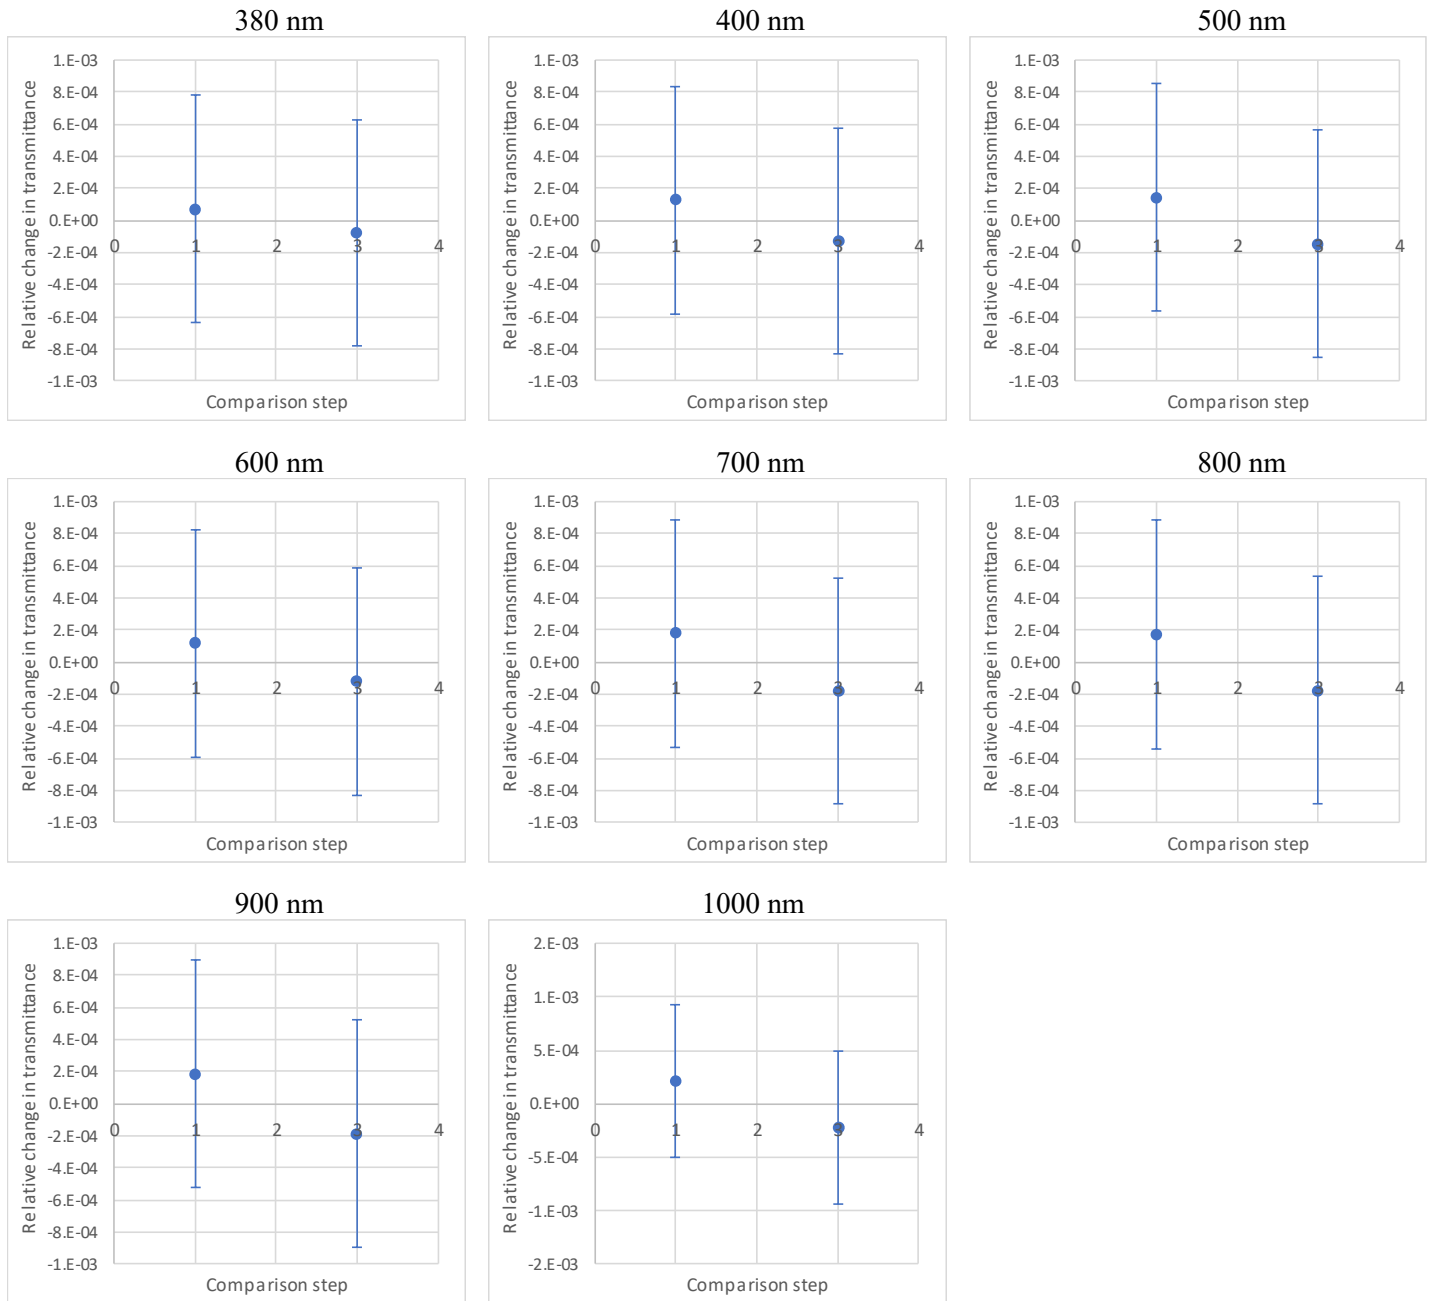 380 nm
1.E-03
8.E-04
6.E-04
4.E-04
2.E-04
0.E+00
-2.E-04
-4.E-04
-6.E-04
-8.E-04
-1.E-03
0 1 2 3 4
Relative change in transmittance
Comparison step
400 nm
1.E-03
8.E-04
6.E-04
4.E-04
2.E-04
0.E+00
-2.E-04
-4.E-04
-6.E-04
-8.E-04
-1.E-03
0 1 2 3 4
Relative change in transmittance
Comparison step
500 nm
1.E-03
8.E-04
6.E-04
4.E-04
2.E-04
0.E+00
-2.E-04
-4.E-04
-6.E-04
-8.E-04
-1.E-03
0 1 2 3 4
Relative change in transmittance
Comparison step
600 nm
1.E-03
8.E-04
6.E-04
4.E-04
2.E-04
0.E+00
-2.E-04
-4.E-04
-6.E-04
-8.E-04
-1.E-03
0 1 2 3 4
Relative change in transmittance
Comparison step
700 nm
1.E-03
8.E-04
6.E-04
4.E-04
2.E-04
0.E+00
-2.E-04
-4.E-04
-6.E-04
-8.E-04
-1.E-03
0 1 2 3 4
Relative change in transmittance
Comparison step
800 nm
1.E-03
8.E-04
6.E-04
4.E-04
2.E-04
0.E+00
-2.E-04
-4.E-04
-6.E-04
-8.E-04
-1.E-03
0 1 2 3 4
Relative change in transmittance
Comparison step
900 nm
1.E-03
8.E-04
6.E-04
4.E-04
2.E-04
0.E+00
-2.E-04
-4.E-04
-6.E-04
-8.E-04
-1.E-03
0 1 2 3 4
Relative change in transmittance
Comparison step
1000 nm
2.E-03
1.E-03
5.E-04
0.E+00
-5.E-04
-1.E-03
-2.E-03
0 1 2 3 4
Relative change in transmittance
Comparison step